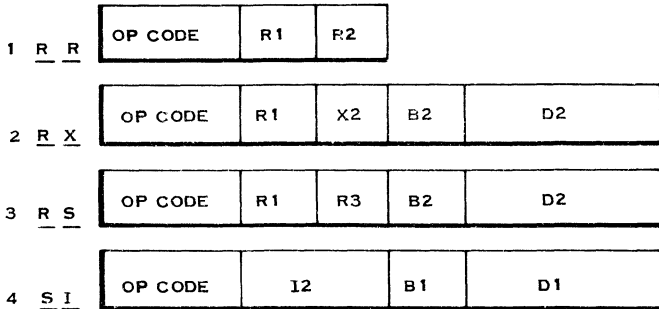 1 R R OP CODE R1 R2
2 R X OP CODE R1 X2 B2 D2
3 R S OP CODE R1 R3 B2 D2
4 S I OP CODE I2 B1 D1